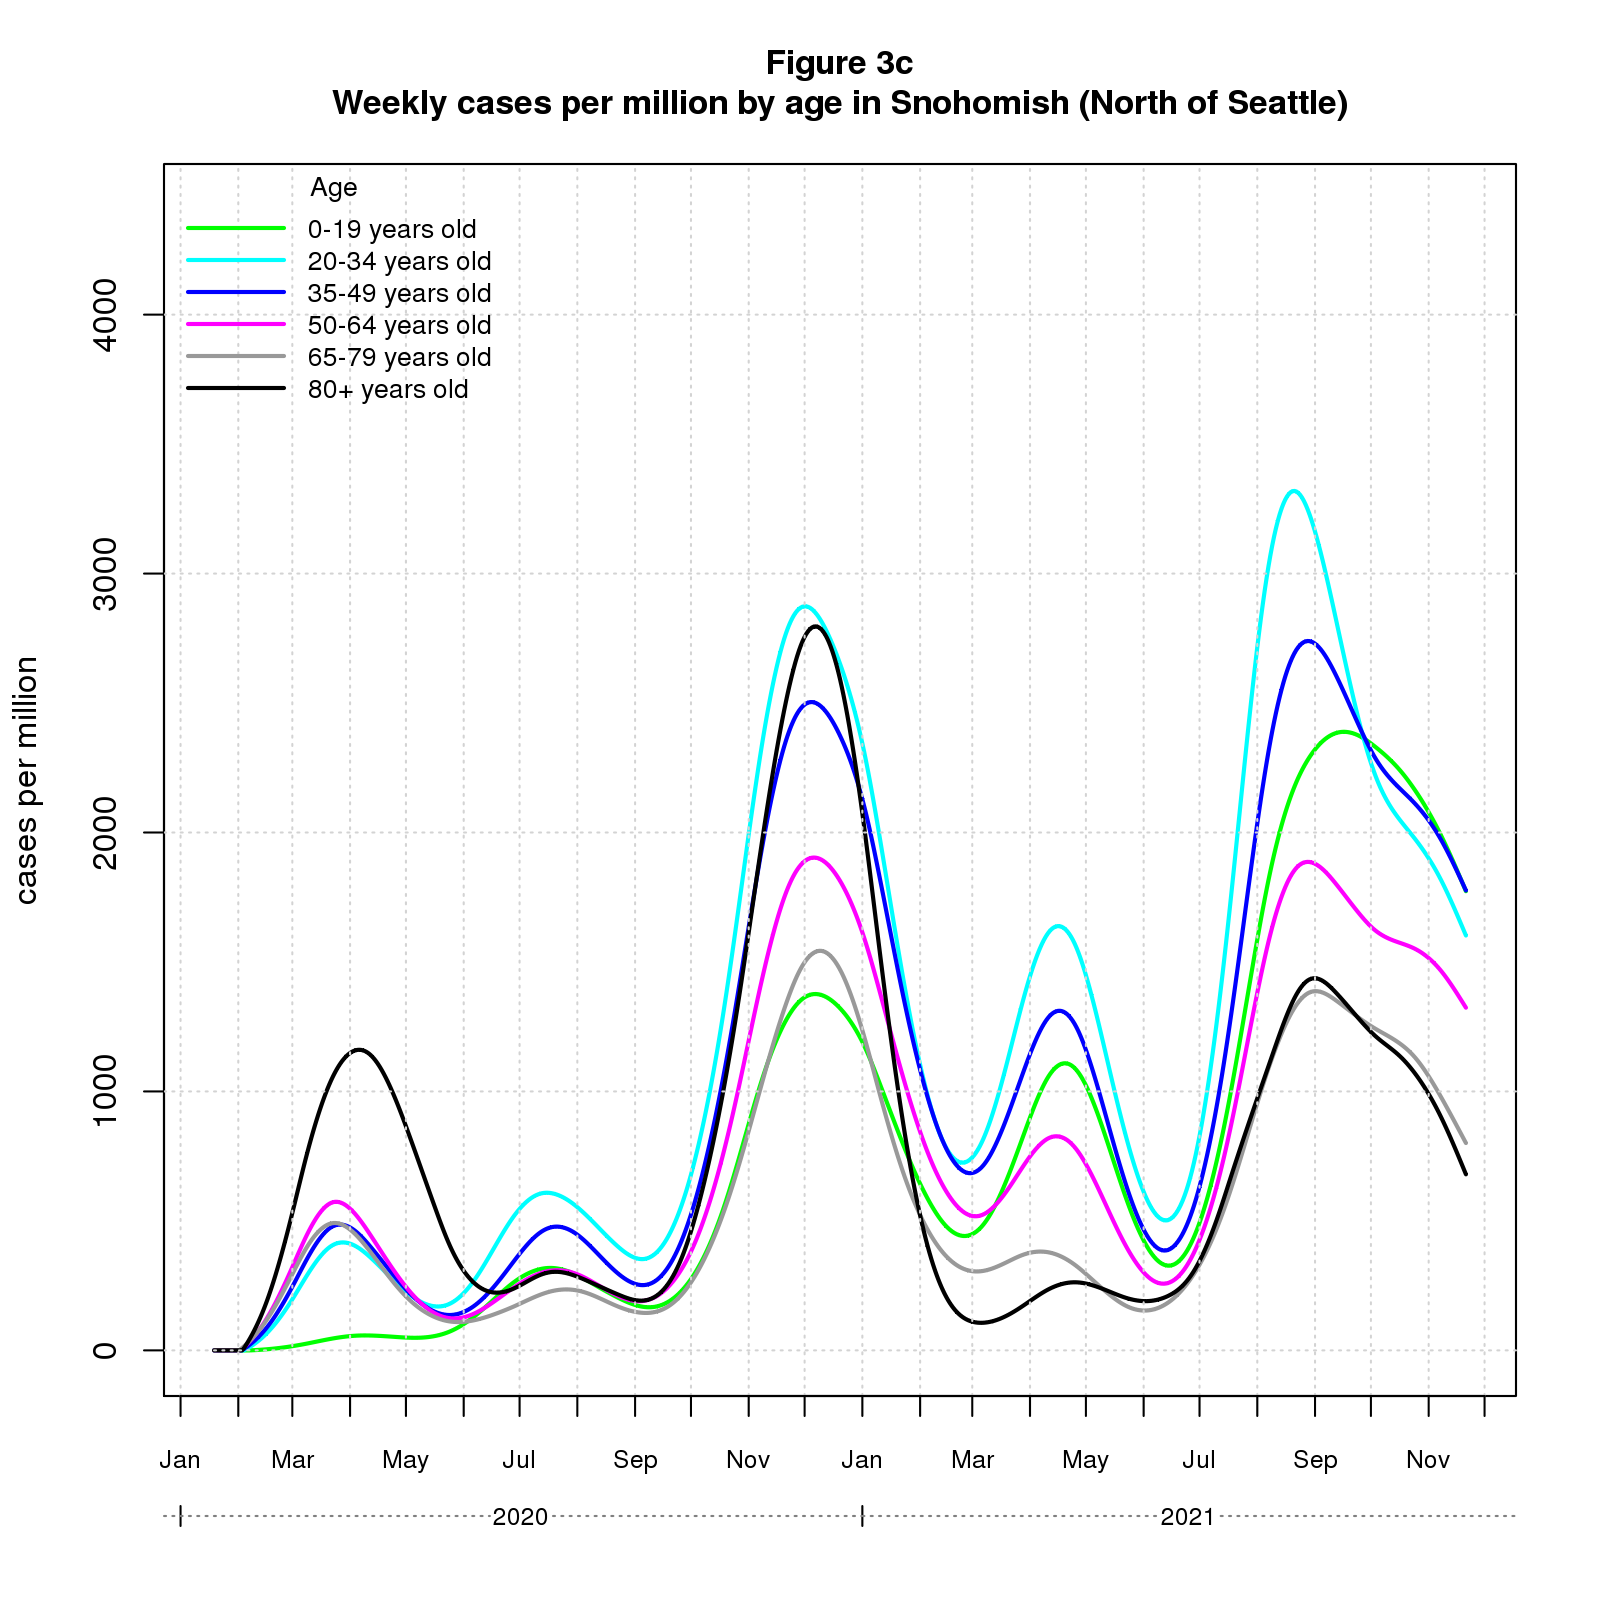 Figure 3c
Weekly cases per million by age in Snohomish (North of Seattle)
Age
0-19 years old
20-34 years old
35-49 years old
50-64 years old
65-79 years old
80+ years old
cases per million
4000
3000
2000
1000
0
Jan Mar May Jul Sep Nov Jan Mar May Jul Sep Nov
2020 2021